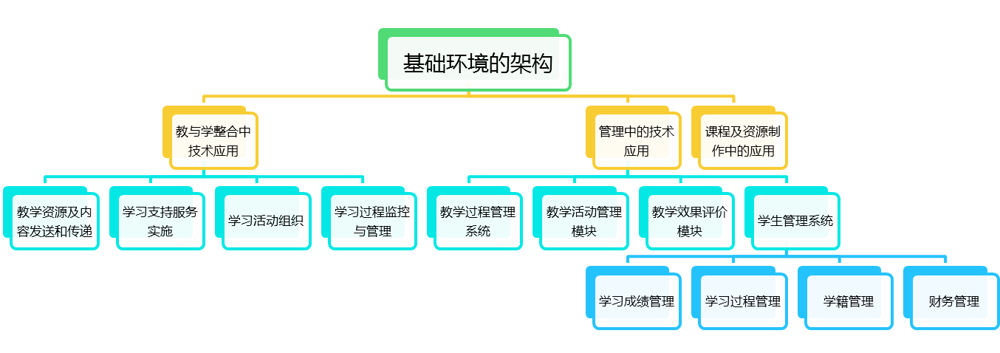 基础环境的架构
教与学整合中
技术应用
管理中的技术
应用
课程及资源制
作中的应用
教学资源及内
容发送和传递
学习支持服务
实施
学习活动组织
学习过程监控
与管理
教学过程管理
系统
教学活动管理
模块
教学效果评价
模块
学生管理系统
学习成绩管理
学习过程管理
学籍管理
财务管理